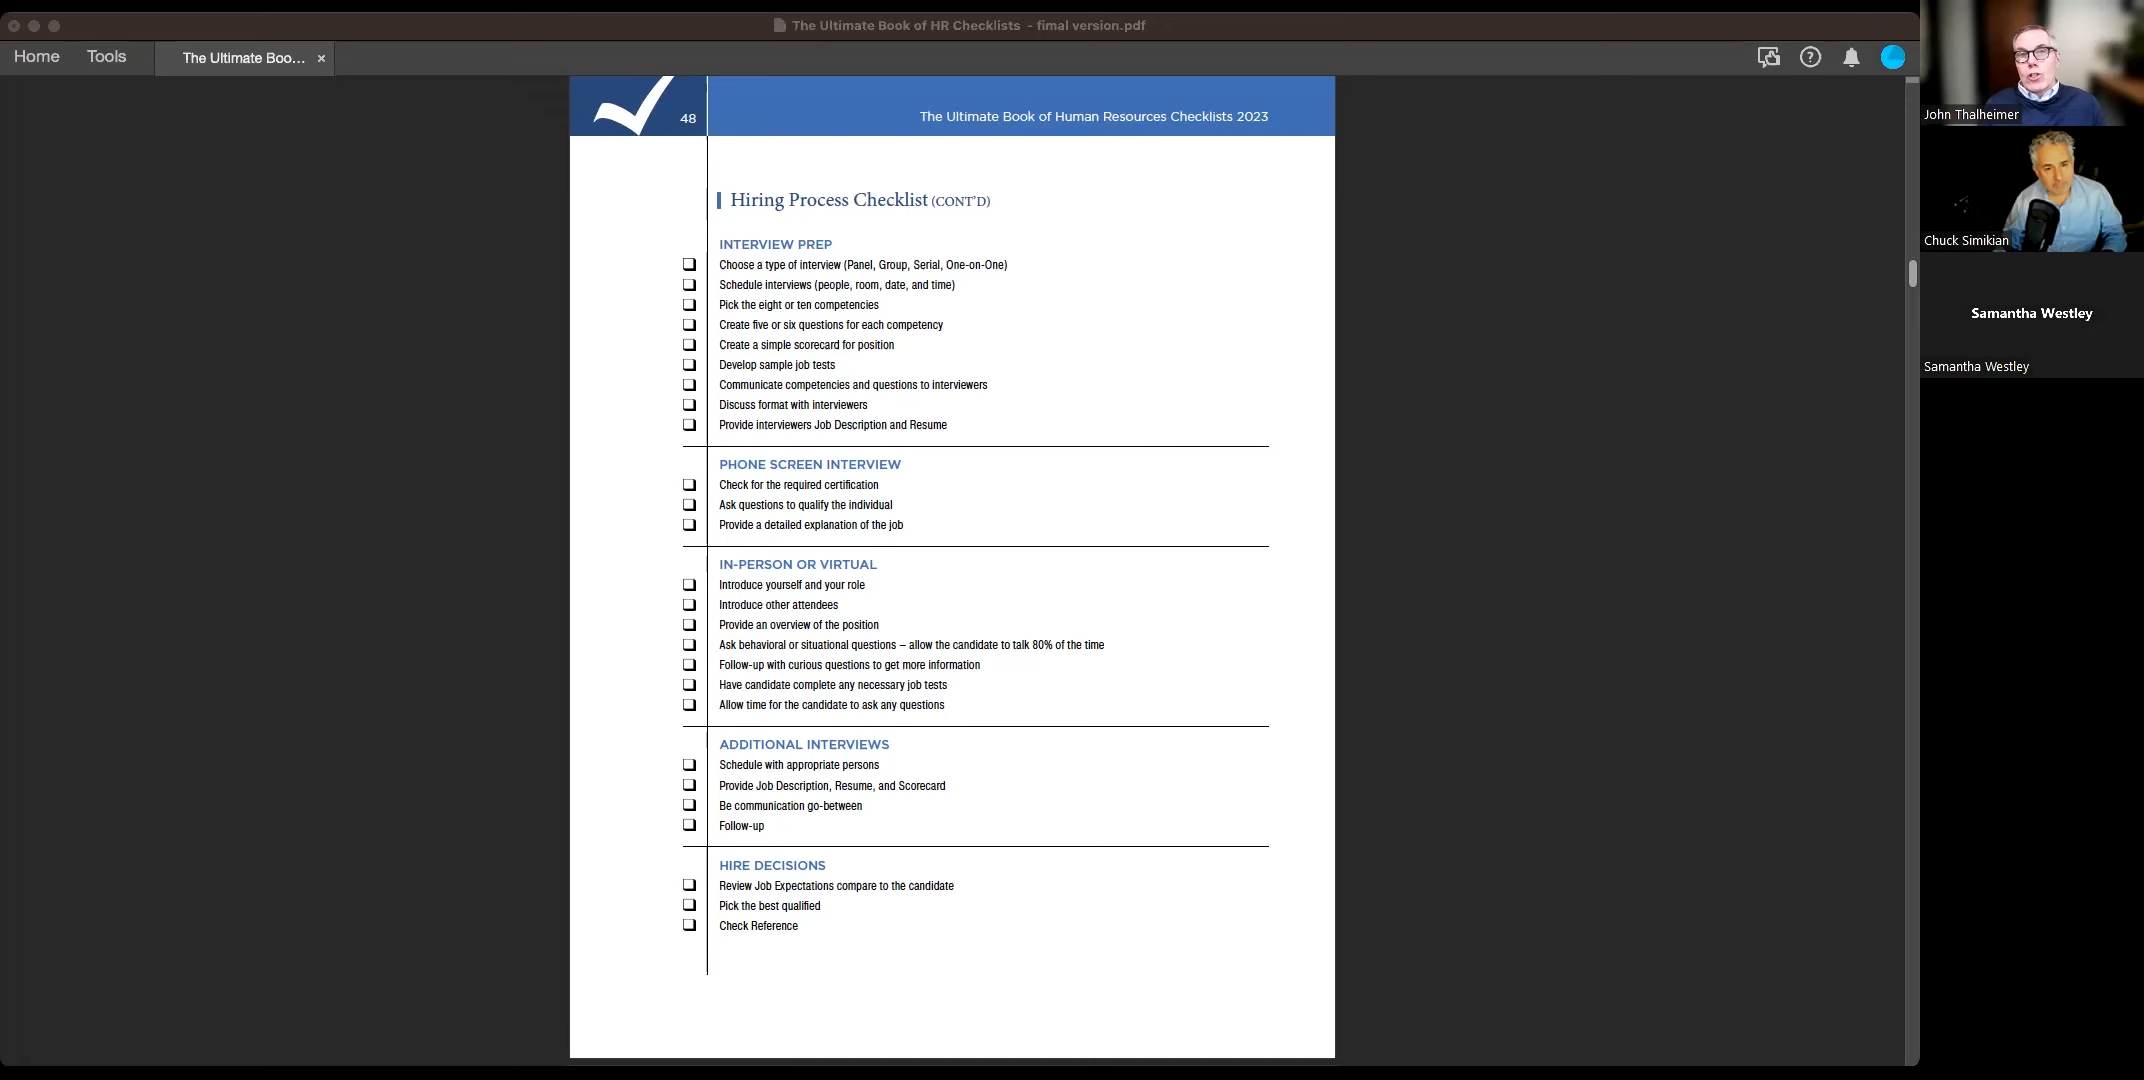 The Ultimate Book of HR Checklists - fimal version.pdf
Home
Tools
The Ultimate Boo... ×
48
The Ultimate Book of Human Resources Checklists 2023
Hiring Process Checklist (CONT'D)
INTERVIEW PREP
Choose a type of interview (Panel, Group, Serial, One-on-One)
Schedule interviews (people, room, date, and time)
Pick the eight or ten competencies
Create five or six questions for each competency
Create a simple scorecard for position
Develop sample job tests
Communicate competencies and questions to interviewers
Discuss format with interviewers
Provide interviewers Job Description and Resume
PHONE SCREEN INTERVIEW
Check for the required certification
Ask questions to qualify the individual
Provide a detailed explanation of the job
IN-PERSON OR VIRTUAL
Introduce yourself and your role
Introduce other attendees
Provide an overview of the position
Ask behavioral or situational questions – allow the candidate to talk 80% of the time
Follow-up with curious questions to get more information
Have candidate complete any necessary job tests
Allow time for the candidate to ask any questions
ADDITIONAL INTERVIEWS
Schedule with appropriate persons
Provide Job Description, Resume, and Scorecard
Be communication go-between
Follow-up
HIRE DECISIONS
Review Job Expectations compare to the candidate
Pick the best qualified
Check Reference
John Thalheimer
Chuck Simikian
Samantha Westley
Samantha Westley